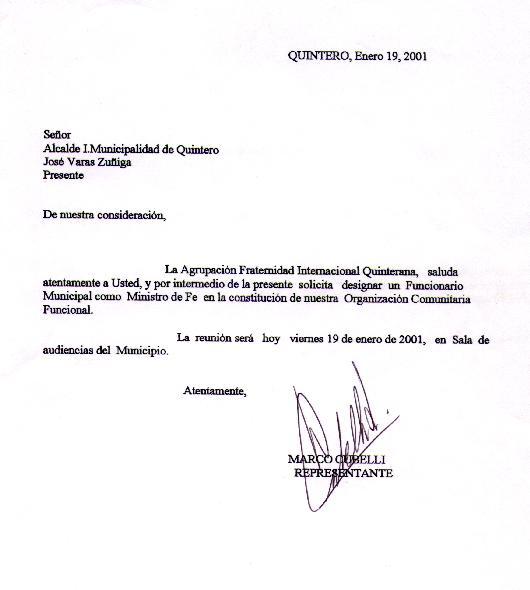 QUINTERO, Enero 19, 2001
Señor
Alcalde I.Municipalidad de Quintero
José Varas Zuñiga
Presente
De nuestra consideración,
La Agrupación Fraternidad Internacional Quinterana, saluda
atentamente a Usted, y por intermedio de la presente solicita designar un Funcionario
Municipal como Ministro de Fe en la constitución de nuestra Organización Comunitaria
Funcional.
La reunión será hoy viernes 19 de enero de 2001, en Sala de
audiencias del Municipio.
Atentamente,
MARCO CUBELLI
REPRESENTANTE